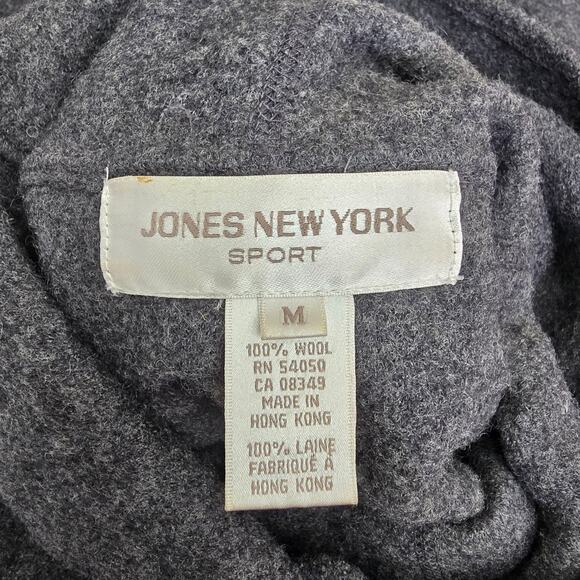 JONES NEW YORK
SPORT
M
100% WOOL
RN 54050
CA 08349
MADE IN
HONG KONG
100% LAINE
FABRIQUÉ À
HONG KONG